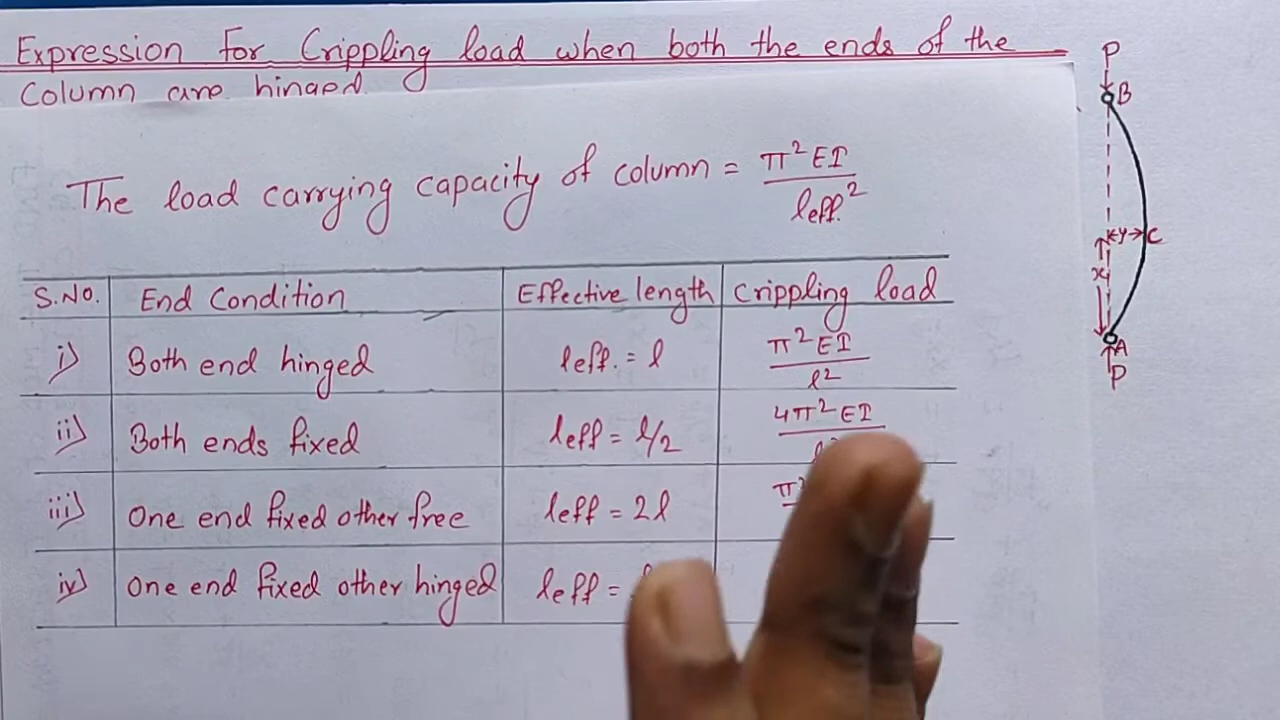 Expression for Crippling load when both the ends of the
Column are hinged
The load carrying capacity of column = π²EI / leff.²
S.No. End Condition Effective length Crippling load
i) Both end hinged leff. = l π²EI / l²
ii) Both ends fixed leff = l/2 4π²EI
iii) One end fixed other free leff = 2l π²
iv) One end fixed other hinged leff =
P
B
y
C
x
A
P